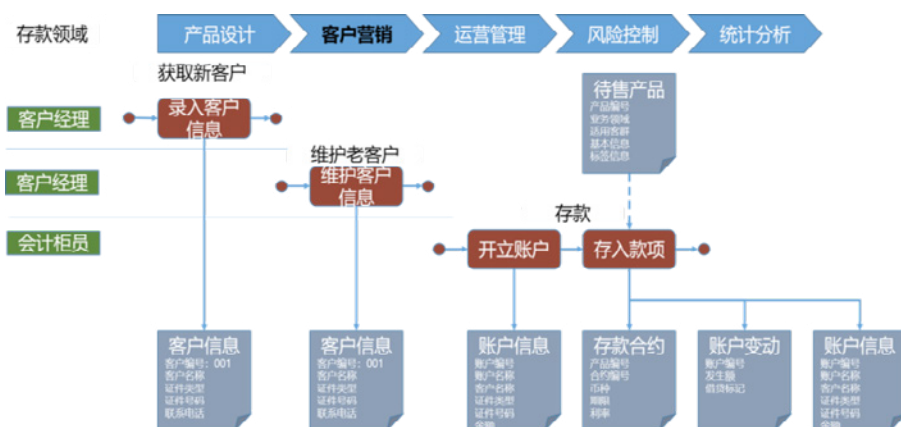 存款领域
产品设计
客户营销
运营管理
风险控制
统计分析
获取新客户
客户经理
录入客户
信息
待售产品
产品编号
业务领域
适用客群
基本信息
标签信息
维护老客户
客户经理
维护客户
信息
存款
会计柜员
开立账户
存入款项
客户信息
客户编号：001
客户名称
证件类型
证件号码
联系电话
客户信息
客户编号：001
客户名称
证件类型
证件号码
联系电话
账户信息
账户编号
账户名称
客户名称
证件类型
证件号码
金额
存款合约
产品编号
合约编号
币种
期限
利率
账户变动
账户编号
发生额
借贷标记
账户信息
账户编号
账户名称
客户名称
证件类型
证件号码
金额